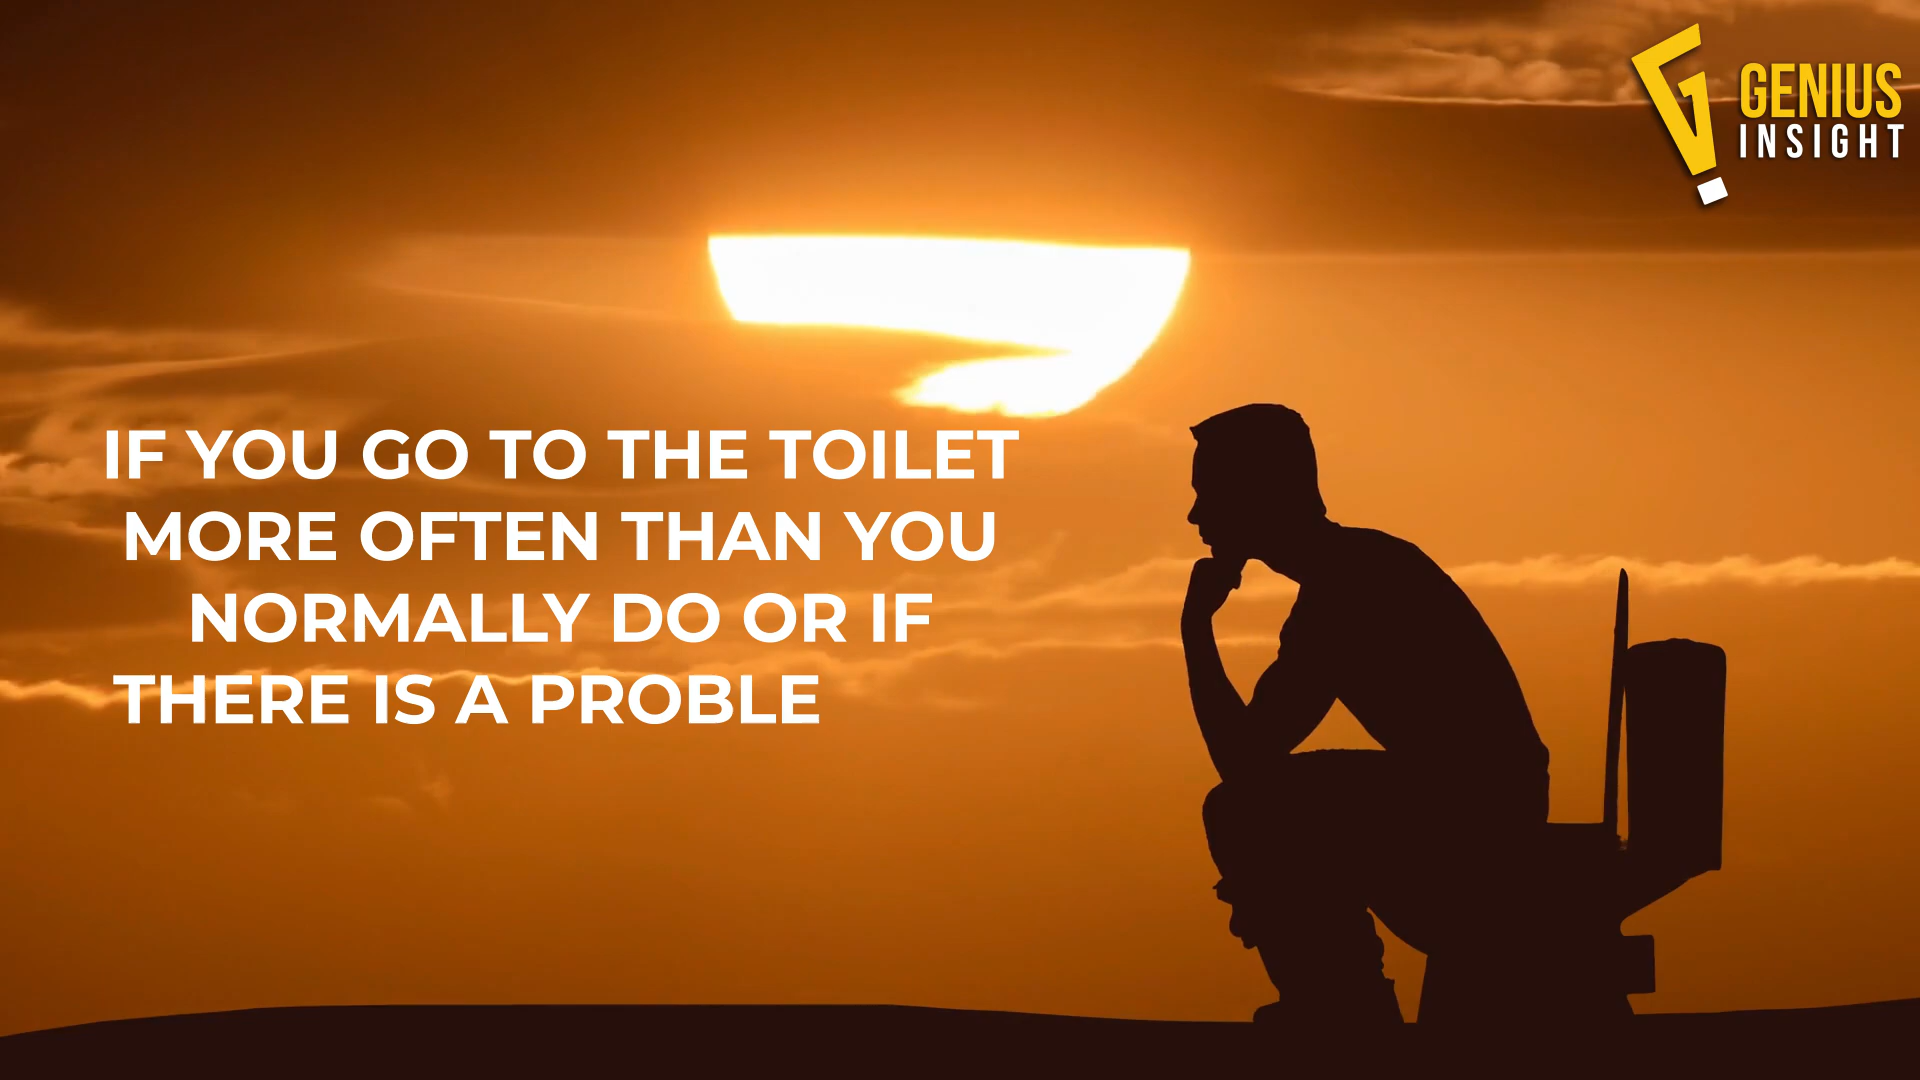 GENIUS
INSIGHT
IF YOU GO TO THE TOILET
MORE OFTEN THAN YOU
NORMALLY DO OR IF
THERE IS A PROBLE